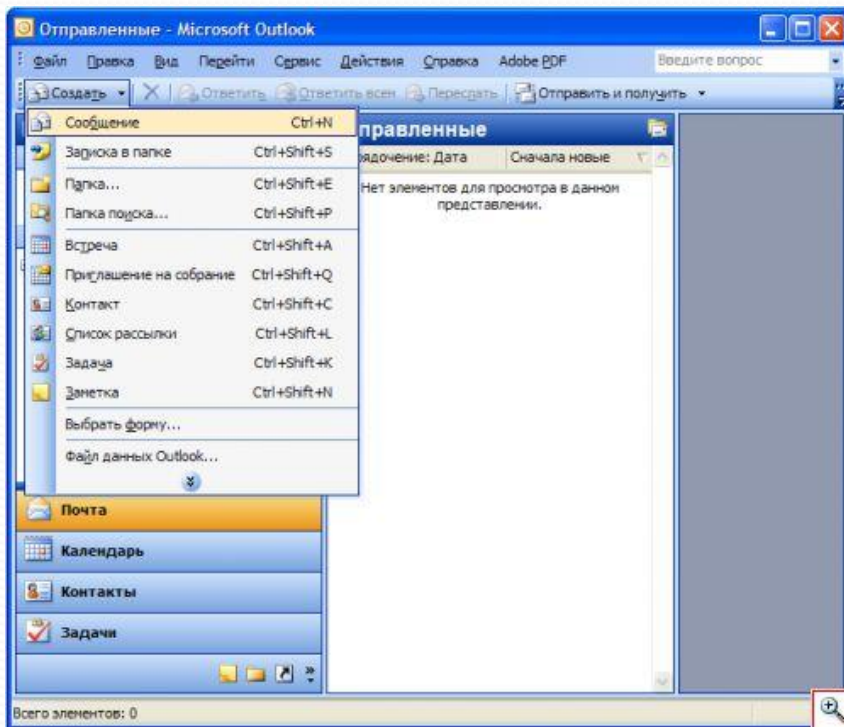 Отправленные - Microsoft Outlook
Файл Правка Вид Перейти Сервис Действия Справка Adobe PDF Введите вопрос
Создать Ответить Ответить всем Переслать Отправить и получить
Сообщение Ctrl+N
Записка в папке Ctrl+Shift+S
Папка... Ctrl+Shift+E
Папка поиска... Ctrl+Shift+P
Встреча Ctrl+Shift+A
Приглашение на собрание Ctrl+Shift+Q
Контакт Ctrl+Shift+C
Список рассылки Ctrl+Shift+L
Задача Ctrl+Shift+K
Заметка Ctrl+Shift+N
Выбрать форму...
Файл данных Outlook...
правленные
рядочение: Дата Сначала новые
Нет элементов для просмотра в данном
представлении.
Почта
Календарь
Контакты
Задачи
Всего элементов: 0